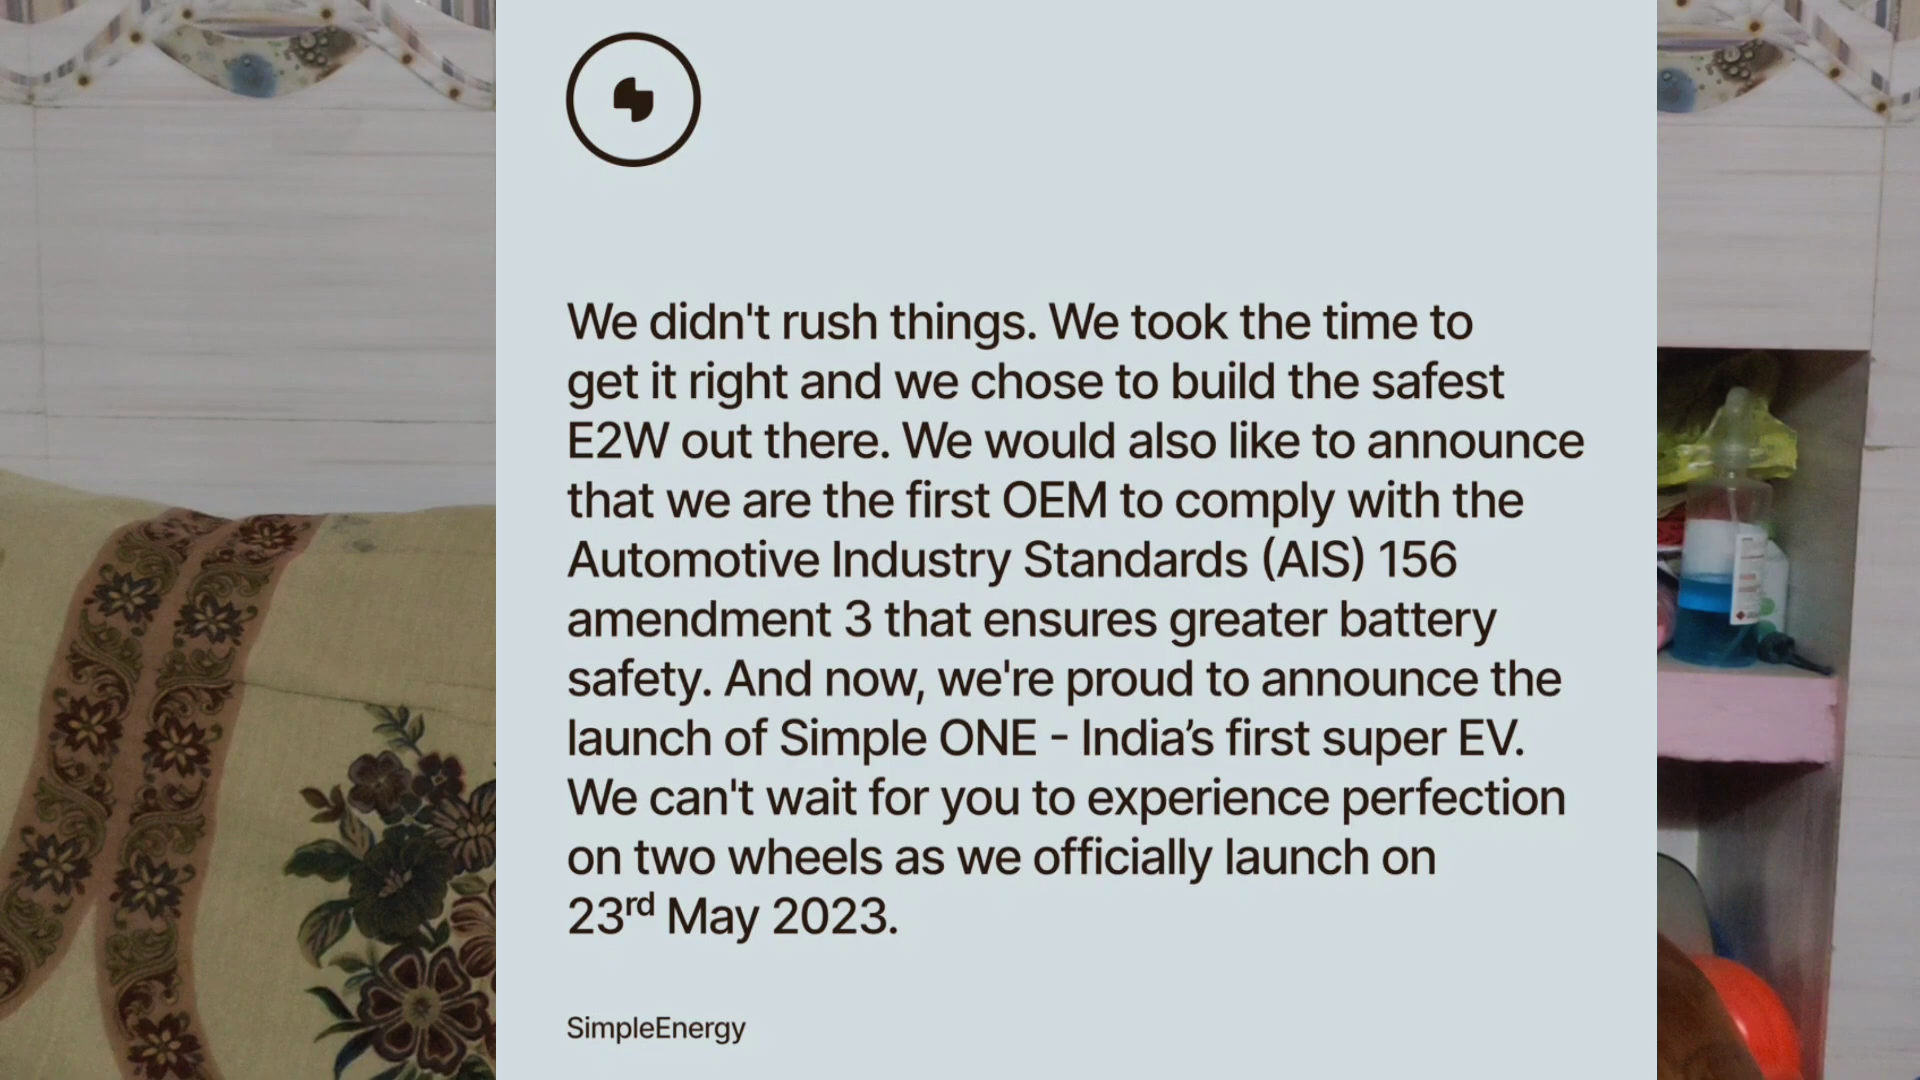 We didn't rush things. We took the time to
get it right and we chose to build the safest
E2W out there. We would also like to announce
that we are the first OEM to comply with the
Automotive Industry Standards (AIS) 156
amendment 3 that ensures greater battery
safety. And now, we're proud to announce the
launch of Simple ONE - India’s first super EV.
We can't wait for you to experience perfection
on two wheels as we officially launch on
23rd May 2023.
SimpleEnergy